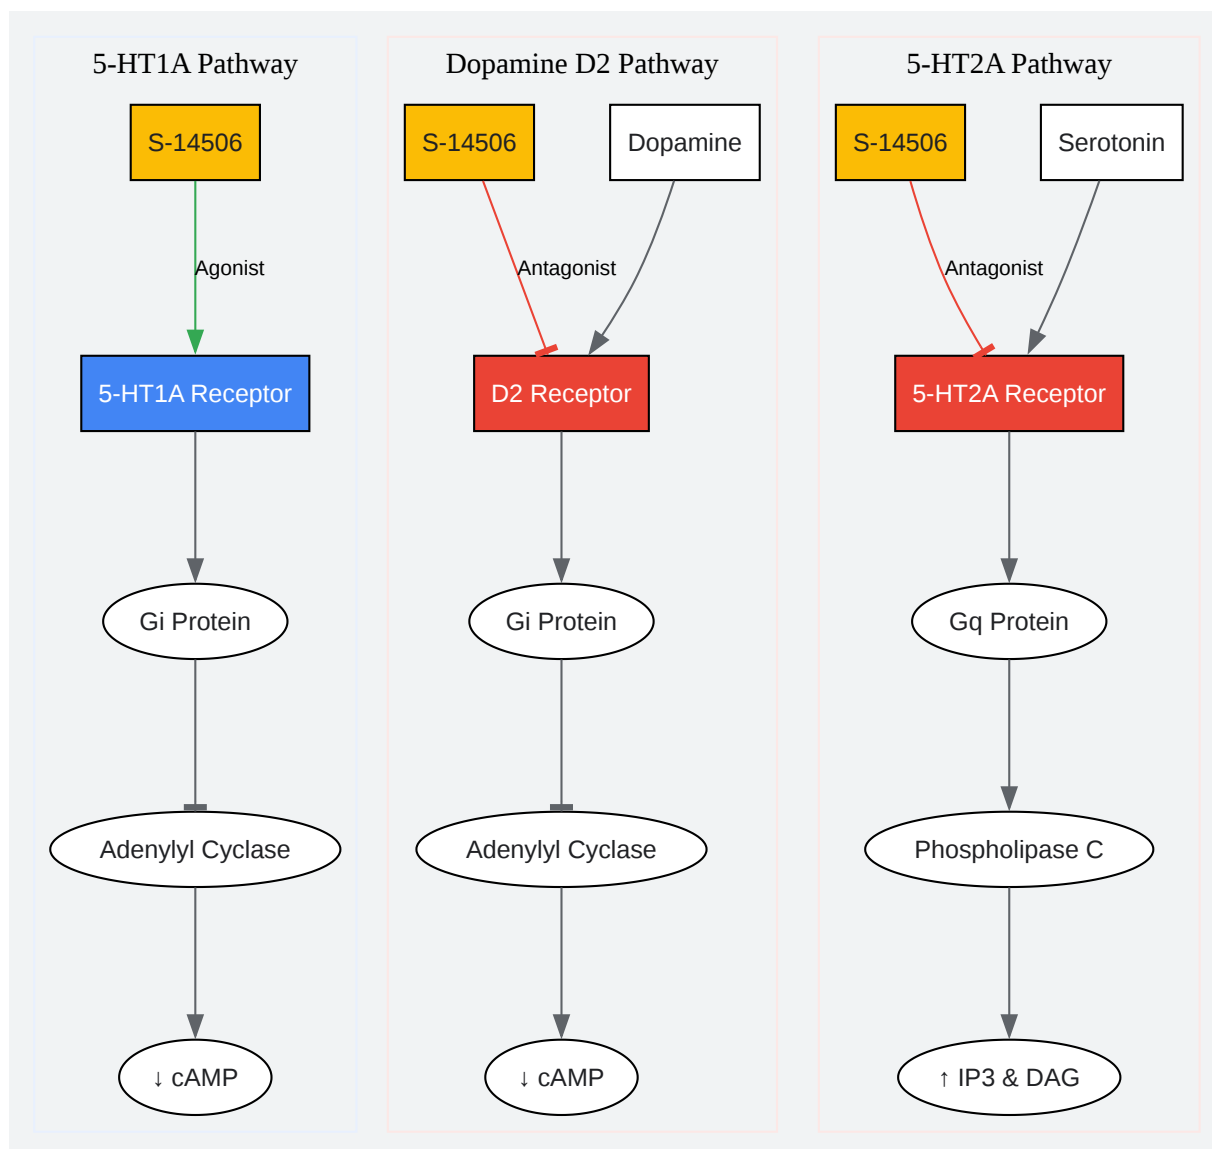 5-HT1A Pathway
Dopamine D2 Pathway
5-HT2A Pathway
S-14506
S-14506
Dopamine
S-14506
Serotonin
Agonist
Antagonist
Antagonist
5-HT1A Receptor
D2 Receptor
5-HT2A Receptor
Gi Protein
Gi Protein
Gq Protein
Adenylyl Cyclase
Adenylyl Cyclase
Phospholipase C
↓ cAMP
↓ cAMP
↑ IP3 & DAG